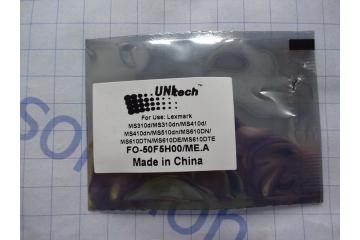 UNItech
For Use: Lexmark
MS310d/MS310dn/MS410d/
MS410dn/MS510dn/MS610DN/
MS610DTN/MS610DE/MS610DTE
FO-50F5H00/ME.A
Made in China